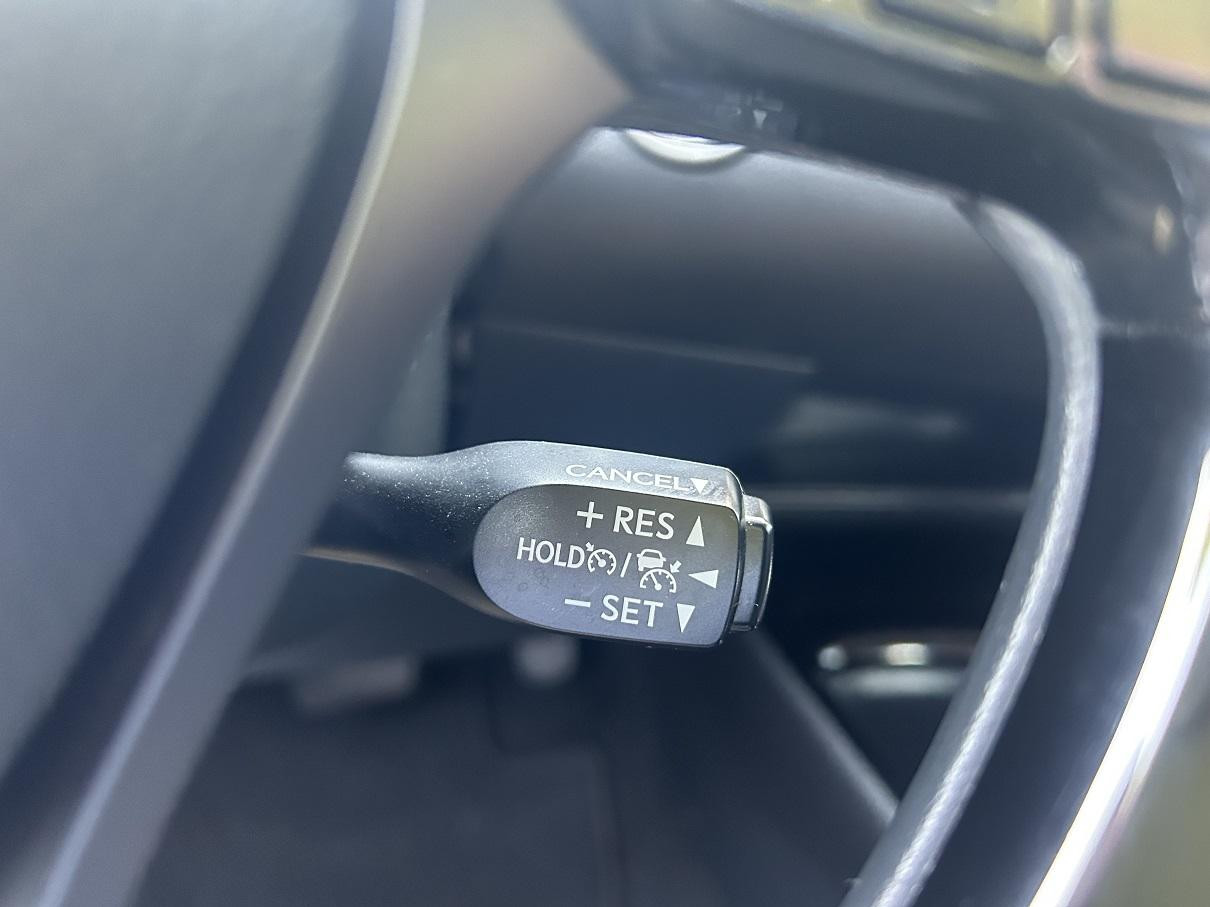 CANCEL▼
+ RES ▲
HOLD / ◀
− SET ▼